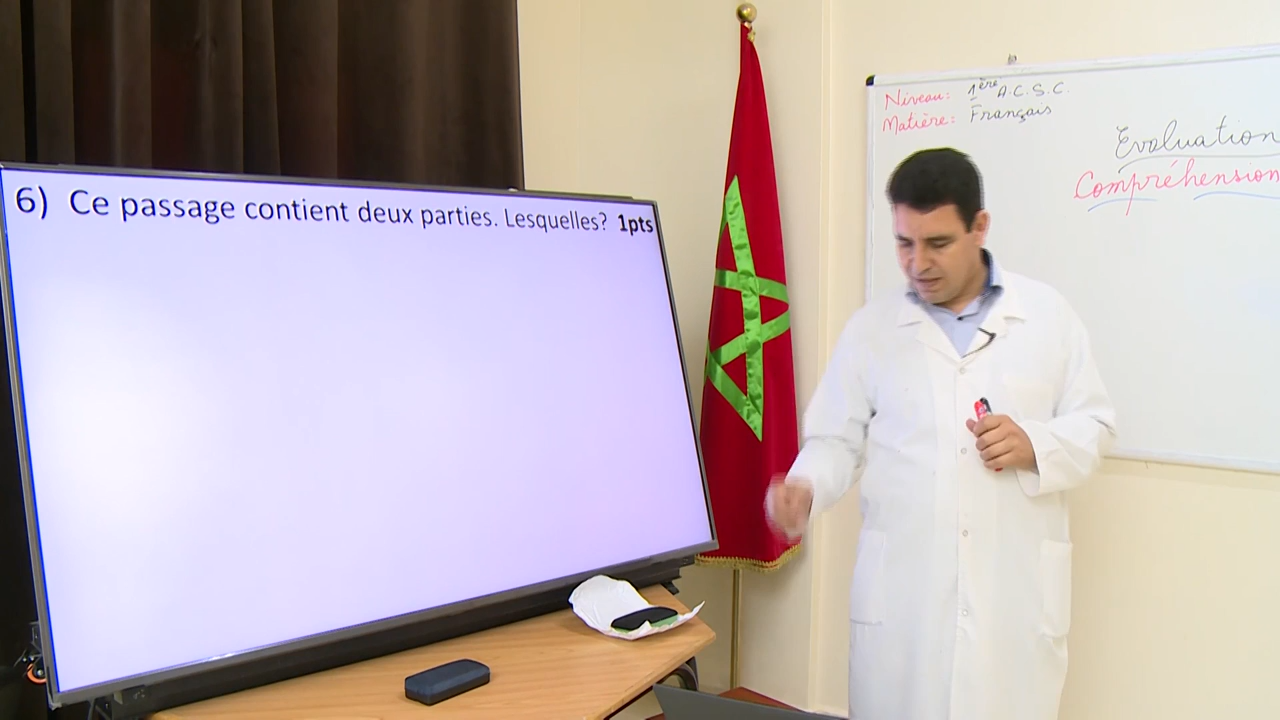 6) Ce passage contient deux parties. Lesquelles? 1pts
Niveau: 1ère A.C.S.C.
Matière: Français
Evaluation
Compréhension